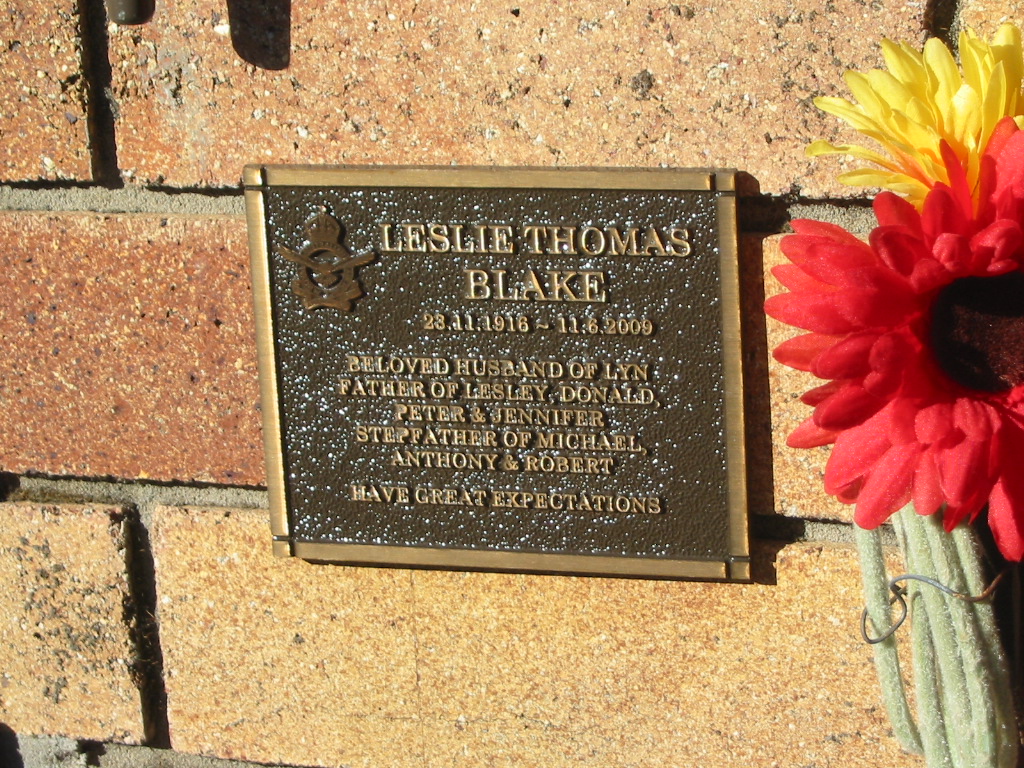 LESLIE THOMAS
BLAKE
23.11.1916 ~ 11.6.2009
BELOVED HUSBAND OF LYN
FATHER OF LESLEY, DONALD,
PETER & JENNIFER
STEPFATHER OF MICHAEL,
ANTHONY & ROBERT
HAVE GREAT EXPECTATIONS